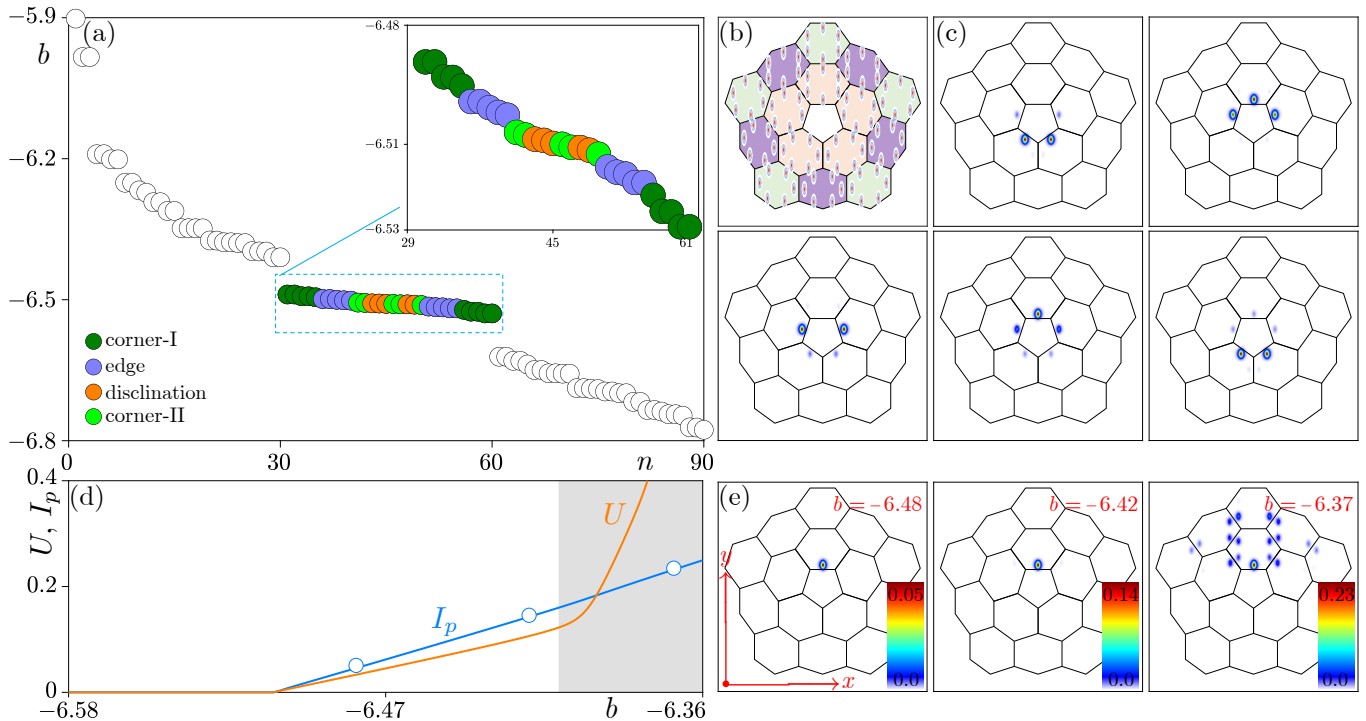 −5.9
(a)
b
−6.2
−6.5
−6.8
0
30
60
n
90
−6.48
−6.51
−6.53
29
45
61
corner-I
edge
disclination
corner-II
(b)
(c)
(d)
U, I_p
0.4
0.2
0
U
I_p
−6.58
−6.47
b
−6.36
(e)
b = −6.48
y
x
0.05
0.0
b = −6.42
0.14
0.0
b = −6.37
0.23
0.0